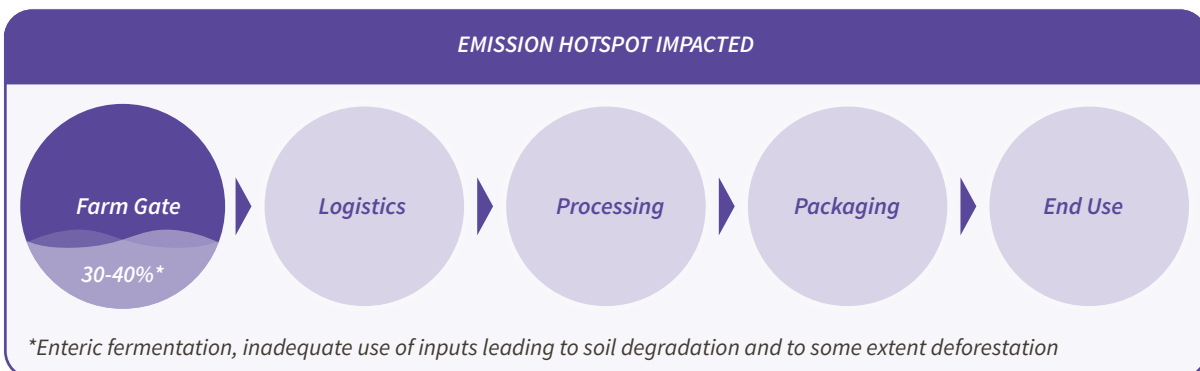 EMISSION HOTSPOT IMPACTED
Farm Gate
30-40%*
Logistics
Processing
Packaging
End Use
*Enteric fermentation, inadequate use of inputs leading to soil degradation and to some extent deforestation